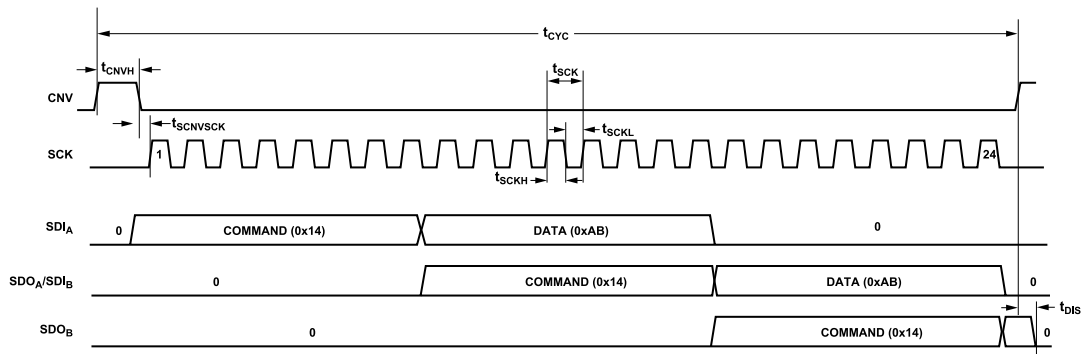 tCYC
tCNVH
tSCK
CNV
tSCNVSCK
tSCKL
SCK
1
24
tSCKH
SDIA
0
COMMAND (0x14)
DATA (0xAB)
0
SDOA/SDIB
0
COMMAND (0x14)
DATA (0xAB)
0
tDIS
SDOB
0
COMMAND (0x14)
0